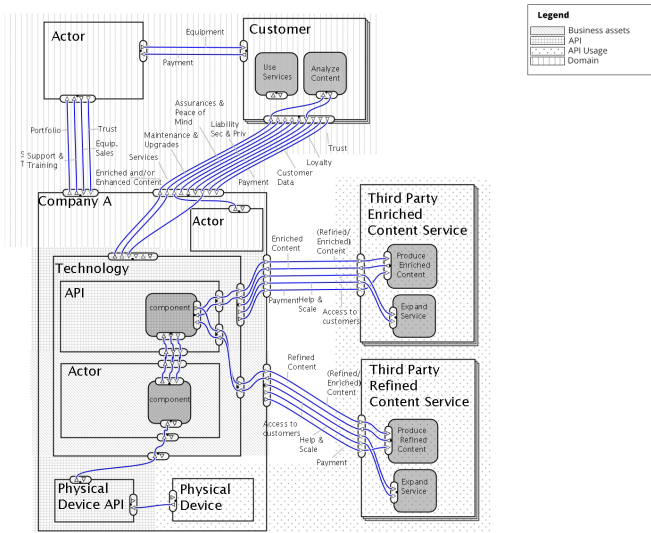 Legend
Business assets
API
API Usage
Domain
Actor
Equipment
Payment
Customer
Use
Services
Analyze
Content
Assurances &
Peace of
Mind
Liability
Sec & Priv
Maintenance &
Upgrades
Services
Enriched and/or
Enhanced Content
Payment
Customer
Data
Loyalty
Trust
Portfolio
Trust
Equip.
Sales
S
Support &
T
Training
Company A
Actor
Technology
API
component
Actor
component
Physical
Device API
Physical
Device
Enriched
Content
(Refined/
Enriched)
Content
Payment
Help &
Scale
Access to
customers
Third Party
Enriched
Content Service
Produce
Enriched
Content
Expand
Service
Refined
Content
(Refined/
Enriched)
Content
Access to
customers
Help &
Scale
Payment
Third Party
Refined
Content Service
Produce
Refined
Content
Expand
Service